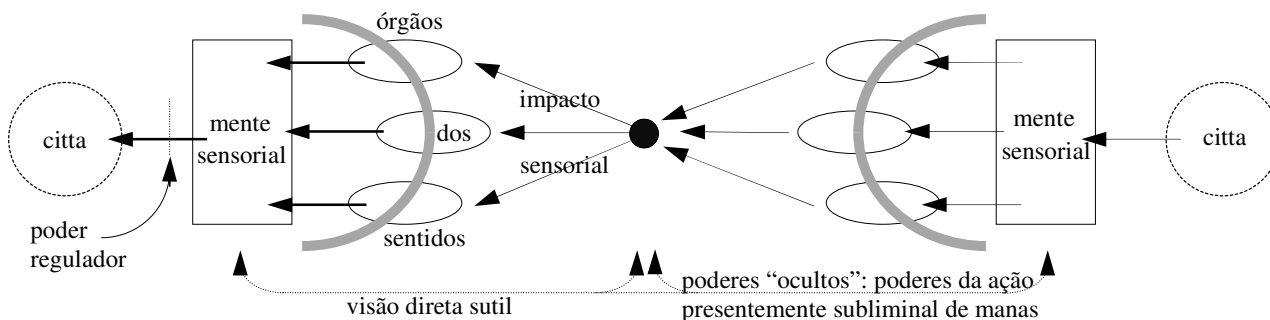 órgãos
impacto
mente
sensorial
citta
dos
sensorial
sentidos
poder
regulador
mente
sensorial
citta
visão direta sutil
poderes “ocultos”: poderes da ação
presentemente subliminal de manas